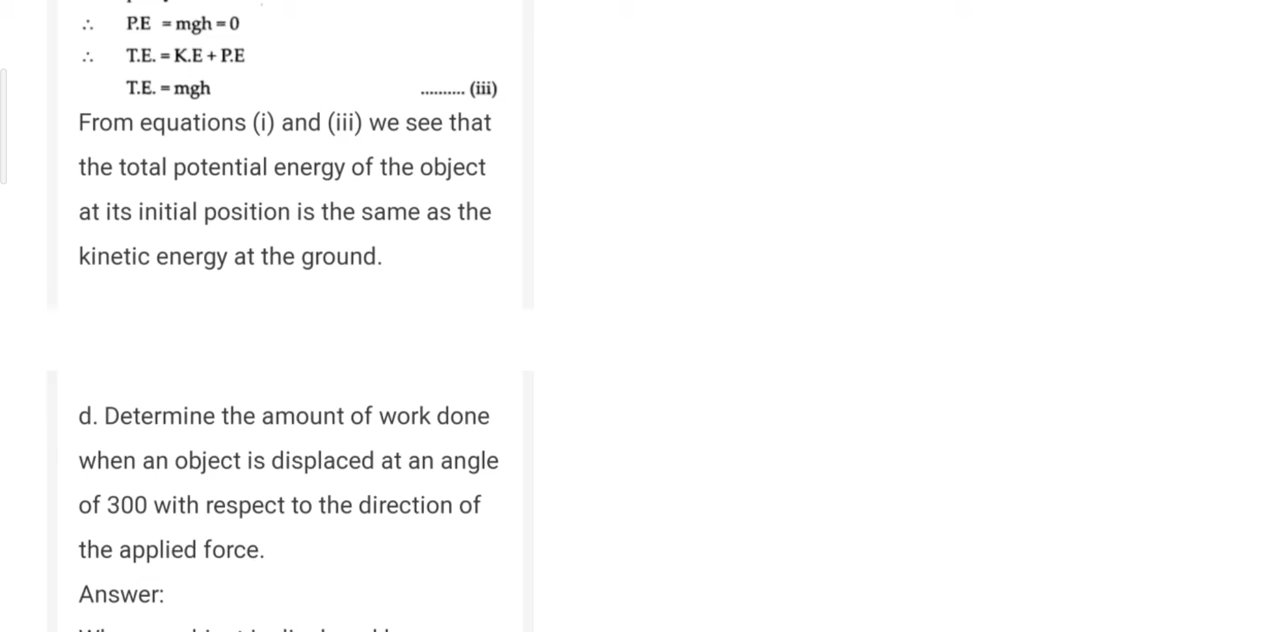 ∴ P.E = mgh = 0
∴ T.E. = K.E + P.E
T.E. = mgh .......... (iii)
From equations (i) and (iii) we see that
the total potential energy of the object
at its initial position is the same as the
kinetic energy at the ground.
d. Determine the amount of work done
when an object is displaced at an angle
of 300 with respect to the direction of
the applied force.
Answer: